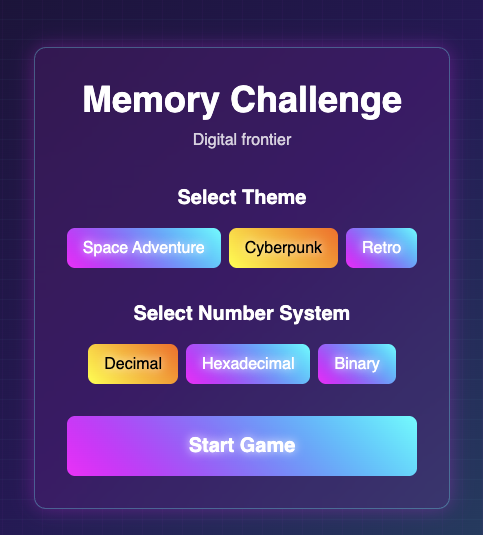 Memory Challenge
Digital frontier
Select Theme
Space Adventure Cyberpunk Retro
Select Number System
Decimal Hexadecimal Binary
Start Game